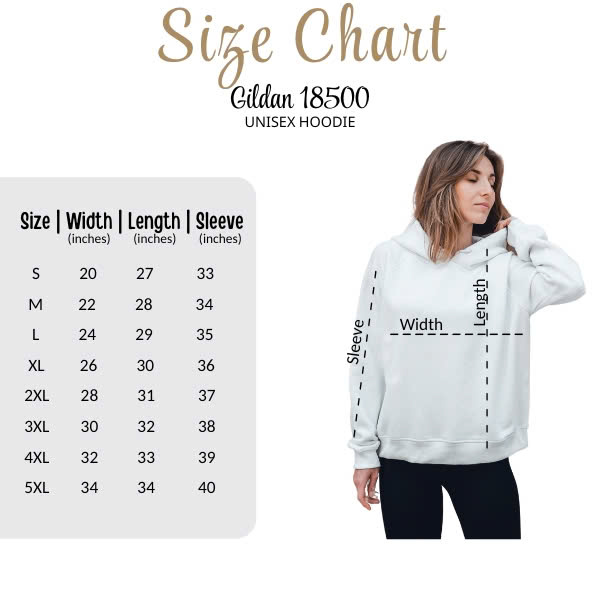 Size Chart
Gildan 18500
UNISEX HOODIE
Size | Width | Length | Sleeve
(inches) (inches) (inches)
S 20 27 33
M 22 28 34
L 24 29 35
XL 26 30 36
2XL 28 31 37
3XL 30 32 38
4XL 32 33 39
5XL 34 34 40
Sleeve
Width
Length